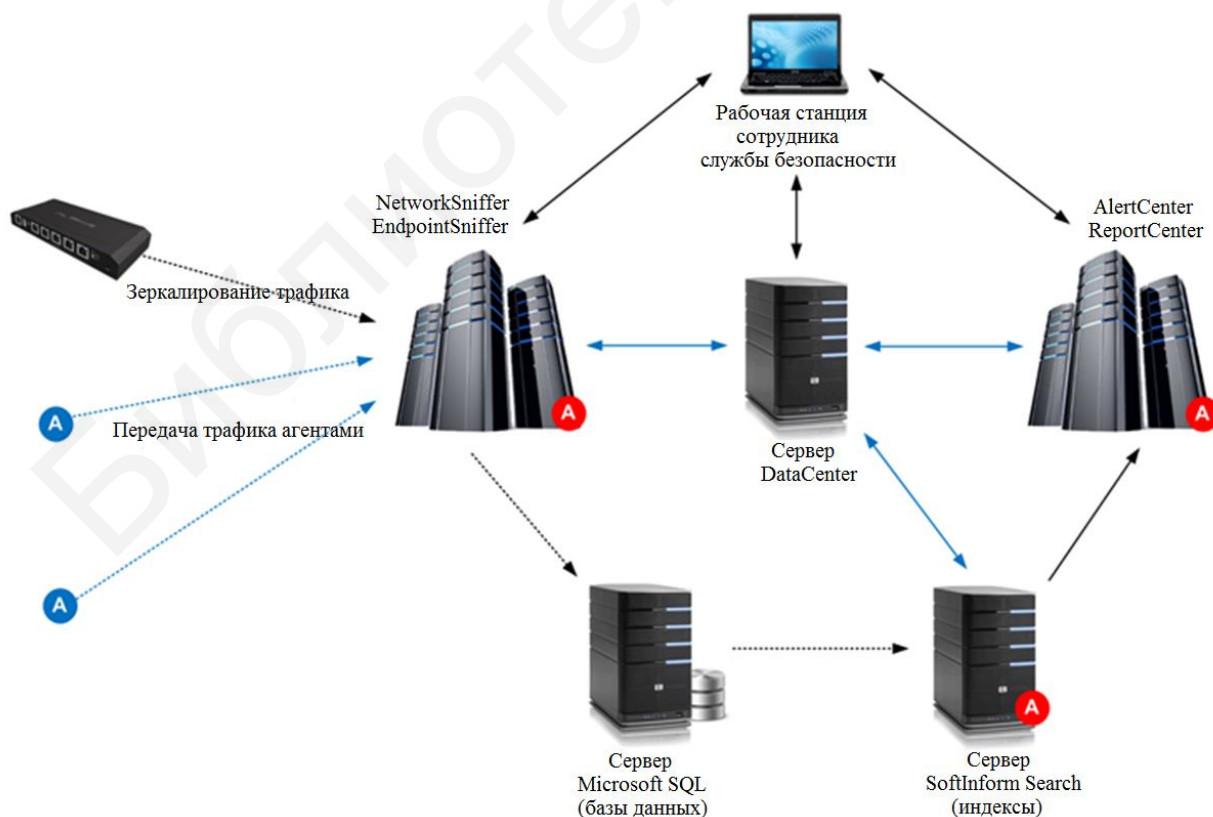 Библиоте
Рабочая станция
сотрудника
службы безопасности
NetworkSniffer
EndpointSniffer
AlertCenter
ReportCenter
Зеркалирование трафика
A
Передача трафика агентами
A
A
A
Сервер
DataCenter
A
Сервер
Microsoft SQL
(базы данных)
Сервер
SoftInform Search
(индексы)